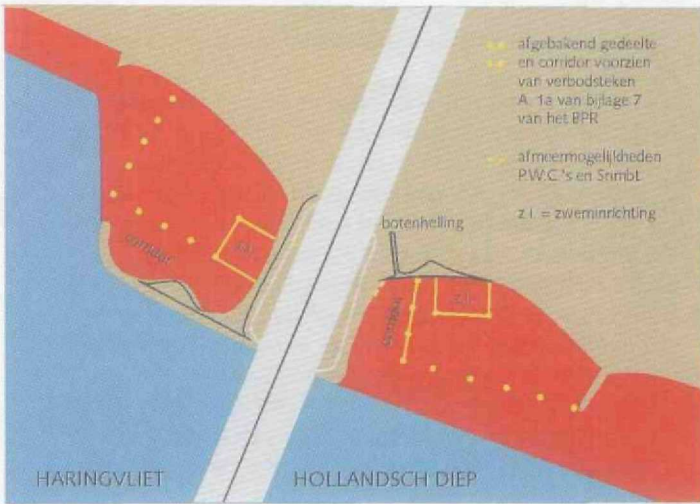 afgebakend gedeelte
en corridor voorzien
van verbodsteken
A. 1a van bijlage 7
van het BPR
afmeermogelijkheden
P.W.C.'s en Snmbt.
z.i. = zweminrichting
botenhelling
corridor
z.i.
corridor
z.i.
HARINGVLIET
HOLLANDSCH DIEP